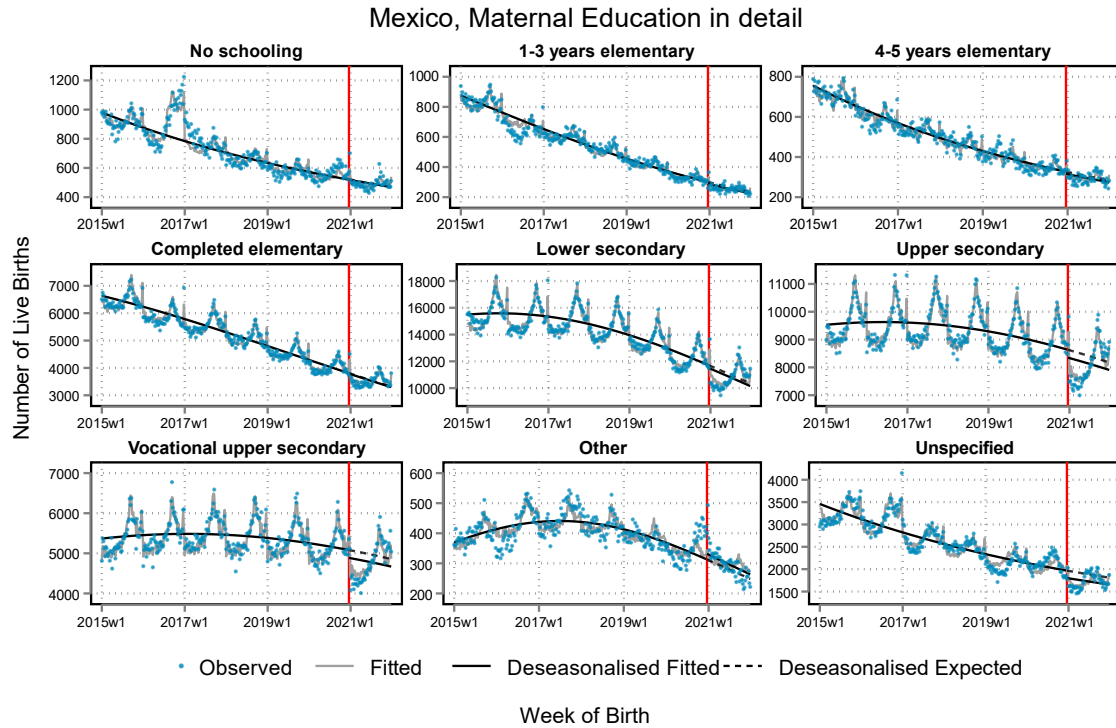 Mexico, Maternal Education in detail
No schooling
1-3 years elementary
4-5 years elementary
1200
1000
800
600
400
2015w1 2017w1 2019w1 2021w1
1000
800
600
400
200
2015w1 2017w1 2019w1 2021w1
800
600
400
200
2015w1 2017w1 2019w1 2021w1
Number of Live Births
Completed elementary
Lower secondary
Upper secondary
7000
6000
5000
4000
3000
2015w1 2017w1 2019w1 2021w1
18000
16000
14000
12000
10000
2015w1 2017w1 2019w1 2021w1
11000
10000
9000
8000
7000
2015w1 2017w1 2019w1 2021w1
Vocational upper secondary
Other
Unspecified
7000
6000
5000
4000
2015w1 2017w1 2019w1 2021w1
600
500
400
300
200
2015w1 2017w1 2019w1 2021w1
4000
3500
3000
2500
2000
1500
2015w1 2017w1 2019w1 2021w1
Observed Fitted Deseasonalised Fitted Deseasonalised Expected
Week of Birth